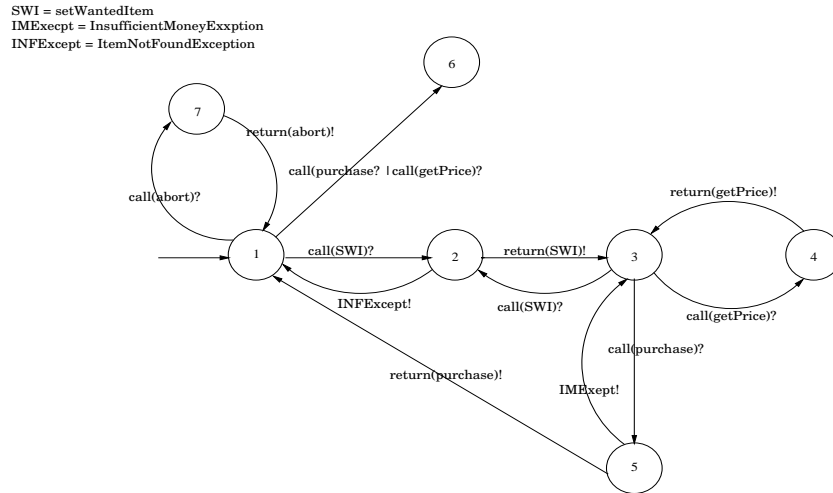 SWI = setWantedItem
IMExecpt = InsufficientMoneyExxption
INFExcept = ItemNotFoundException
6
7
return(abort)!
call(purchase? |call(getPrice)?
call(abort)?
return(getPrice)!
1
call(SWI)?
2
return(SWI)!
3
4
INFExcept!
call(SWI)?
call(getPrice)?
call(purchase)?
return(purchase)!
IMExept!
5